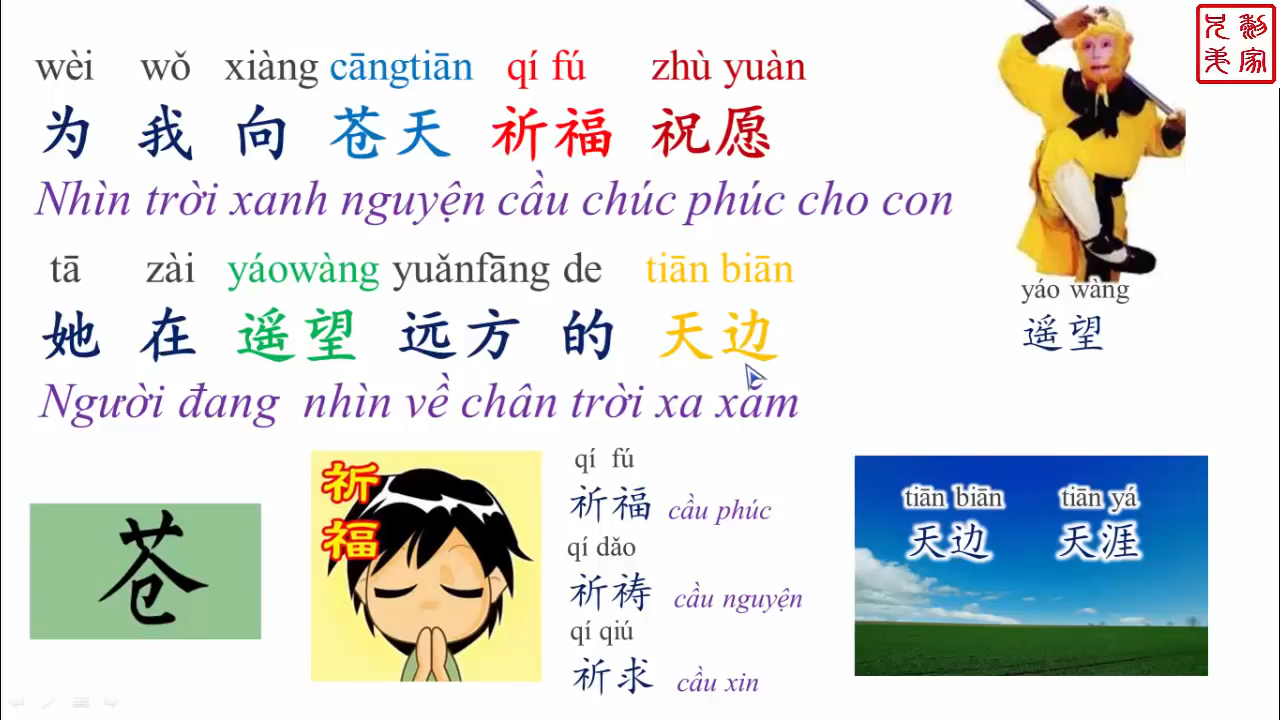 wèi wǒ xiàng cāngtiān qí fú zhù yuàn
为 我 向 苍天 祈福 祝愿
Nhìn trời xanh nguyện cầu chúc phúc cho con
tā zài yáowàng yuǎnfāng de tiān biān
她 在 遥望 远方 的 天边
Người đang nhìn về chân trời xa xăm
yáo wàng
遥望
苍
祈
福
qí fú
祈福 cầu phúc
qí dǎo
祈祷 cầu nguyện
qí qiú
祈求 cầu xin
tiān biān tiān yá
天边 天涯